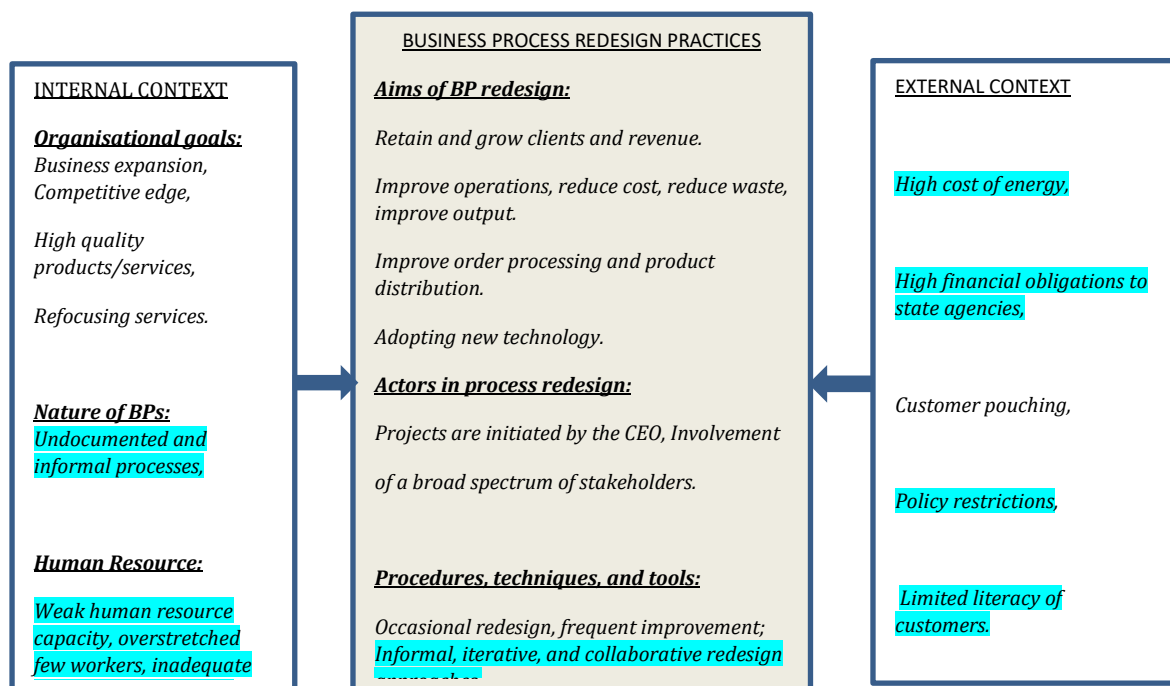 INTERNAL CONTEXT
Organisational goals:
Business expansion,
Competitive edge,
High quality
products/services,
Refocusing services.
Nature of BPs:
Undocumented and
informal processes,
Human Resource:
Weak human resource
capacity, overstretched
few workers, inadequate
BUSINESS PROCESS REDESIGN PRACTICES
Aims of BP redesign:
Retain and grow clients and revenue.
Improve operations, reduce cost, reduce waste,
improve output.
Improve order processing and product
distribution.
Adopting new technology.
Actors in process redesign:
Projects are initiated by the CEO, Involvement
of a broad spectrum of stakeholders.
Procedures, techniques, and tools:
Occasional redesign, frequent improvement;
Informal, iterative, and collaborative redesign
EXTERNAL CONTEXT
High cost of energy,
High financial obligations to
state agencies,
Customer pouching,
Policy restrictions,
Limited literacy of
customers.